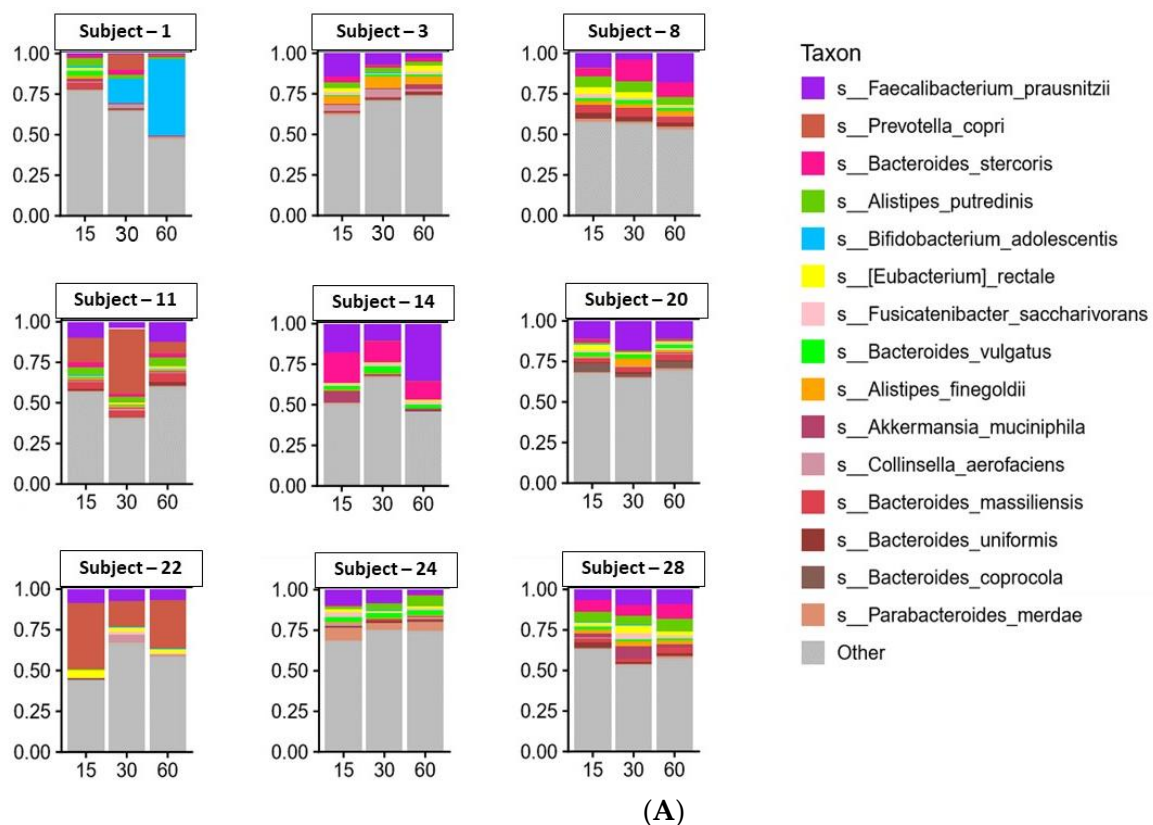 Subject – 1
1.00
0.75
0.50
0.25
0.00
15 30 60
Subject – 3
1.00
0.75
0.50
0.25
0.00
15 30 60
Subject – 8
1.00
0.75
0.50
0.25
0.00
15 30 60
Subject – 11
1.00
0.75
0.50
0.25
0.00
15 30 60
Subject – 14
1.00
0.75
0.50
0.25
0.00
15 30 60
Subject – 20
1.00
0.75
0.50
0.25
0.00
15 30 60
Subject – 22
1.00
0.75
0.50
0.25
0.00
15 30 60
Subject – 24
1.00
0.75
0.50
0.25
0.00
15 30 60
Subject – 28
1.00
0.75
0.50
0.25
0.00
15 30 60
Taxon
s__Faecalibacterium_prausnitzii
s__Prevotella_copri
s__Bacteroides_stercoris
s__Alistipes_putredinis
s__Bifidobacterium_adolescentis
s__[Eubacterium]_rectale
s__Fusicatenibacter_saccharivorans
s__Bacteroides_vulgatus
s__Alistipes_finegoldii
s__Akkermansia_muciniphila
s__Collinsella_aerofaciens
s__Bacteroides_massiliensis
s__Bacteroides_uniformis
s__Bacteroides_coprocola
s__Parabacteroides_merdae
Other
(A)